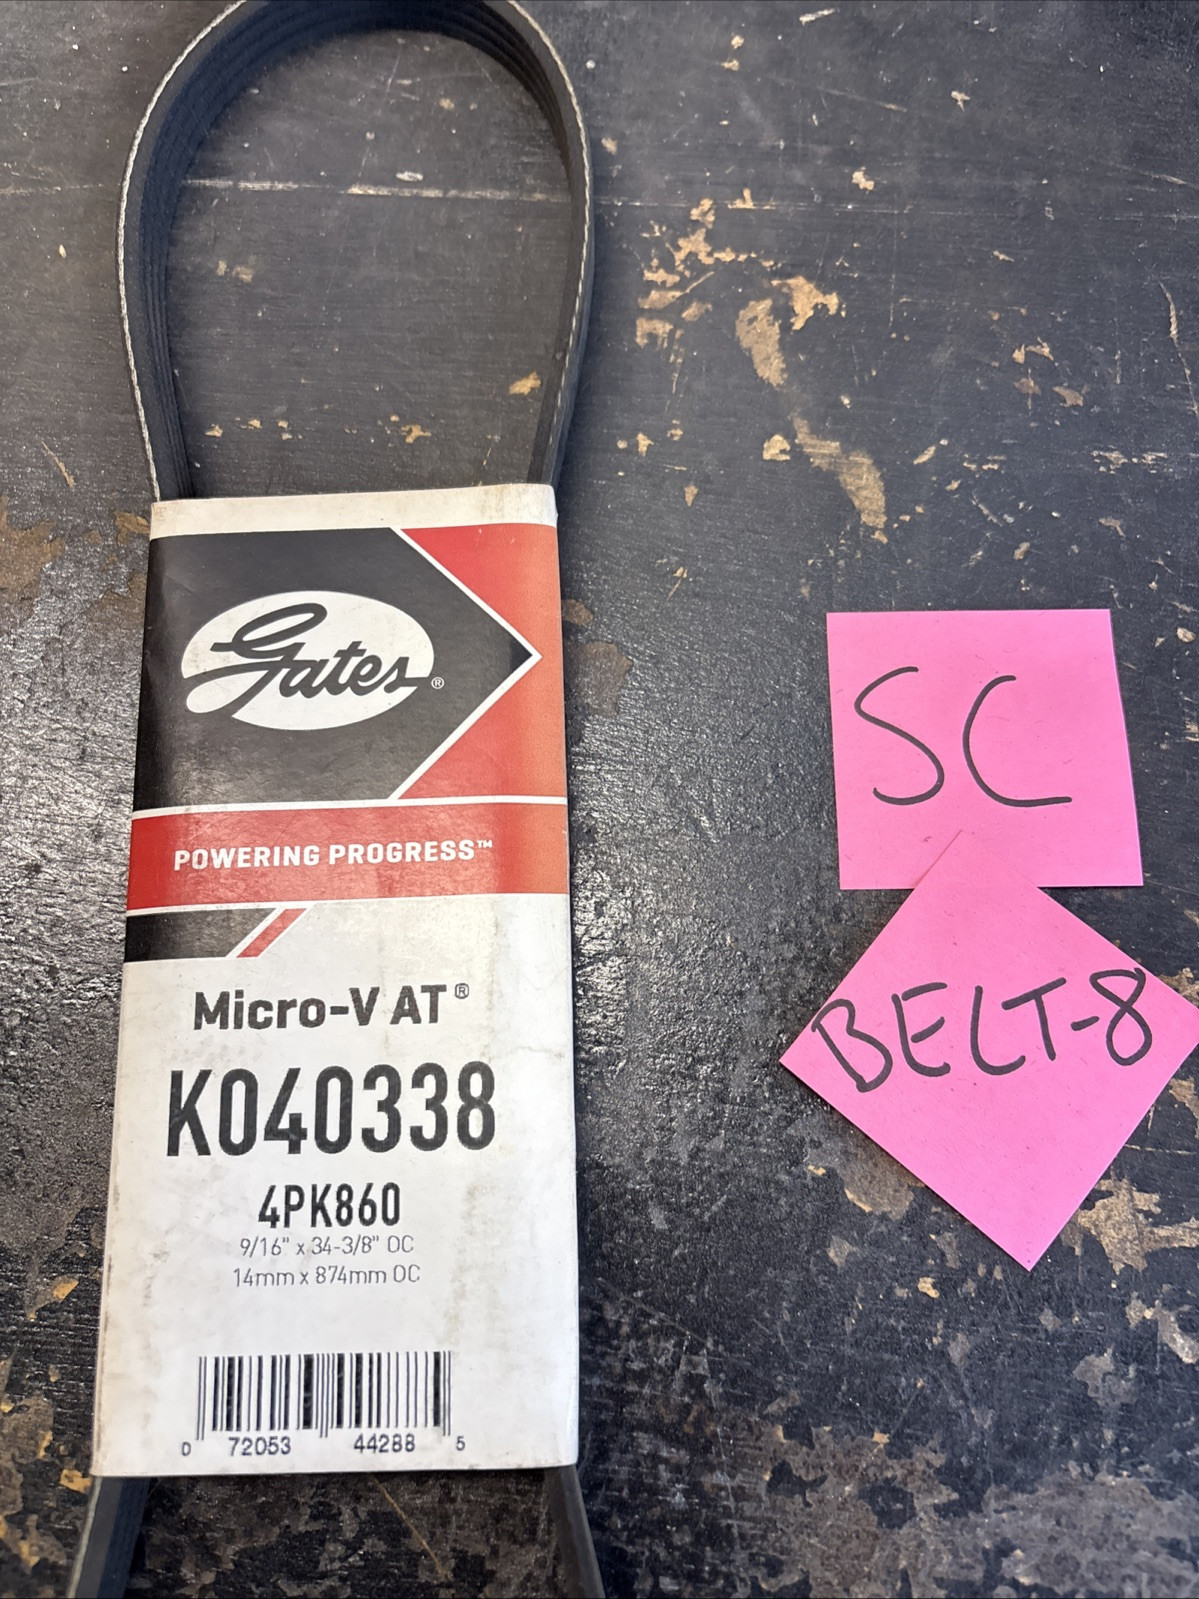 Gates®
POWERING PROGRESS™
Micro-V AT®
K040338
4PK860
9/16" x 34-3/8" OC
14mm x 874mm OC
0 72053 44288 5
SC
BELT-8